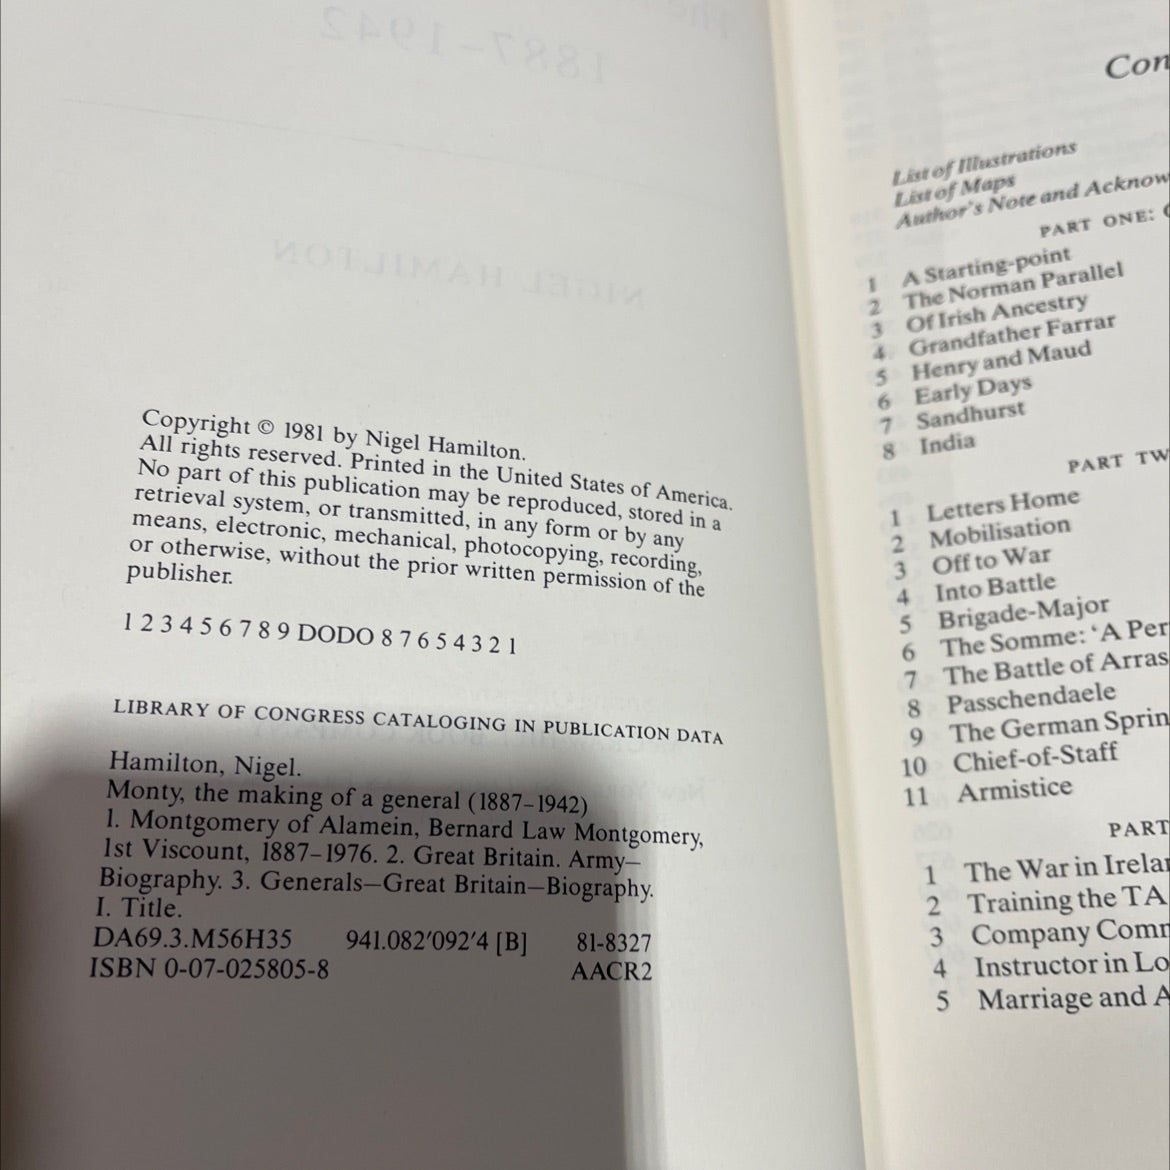 Copyright © 1981 by Nigel Hamilton.
All rights reserved. Printed in the United States of America.
No part of this publication may be reproduced, stored in a
retrieval system, or transmitted, in any form or by any
means, electronic, mechanical, photocopying, recording,
or otherwise, without the prior written permission of the
publisher.
1 2 3 4 5 6 7 8 9 DODO 8 7 6 5 4 3 2 1
LIBRARY OF CONGRESS CATALOGING IN PUBLICATION DATA
Hamilton, Nigel.
Monty, the making of a general (1887–1942)
1. Montgomery of Alamein, Bernard Law Montgomery,
1st Viscount, 1887–1976. 2. Great Britain. Army—
Biography. 3. Generals—Great Britain—Biography.
I. Title.
DA69.3.M56H35 941.082′092′4 [B] 81-8327
ISBN 0-07-025805-8 AACR2
Con
List of Illustrations
List of Maps
Author's Note and Acknow
PART ONE:
1 A Starting-point
2 The Norman Parallel
3 Of Irish Ancestry
4 Grandfather Farrar
5 Henry and Maud
6 Early Days
7 Sandhurst
8 India
PART TW
1 Letters Home
2 Mobilisation
3 Off to War
4 Into Battle
5 Brigade-Major
6 The Somme: 'A Per
7 The Battle of Arras
8 Passchendaele
9 The German Sprin
10 Chief-of-Staff
11 Armistice
PART
1 The War in Irelan
2 Training the TA
3 Company Comm
4 Instructor in Lo
5 Marriage and A